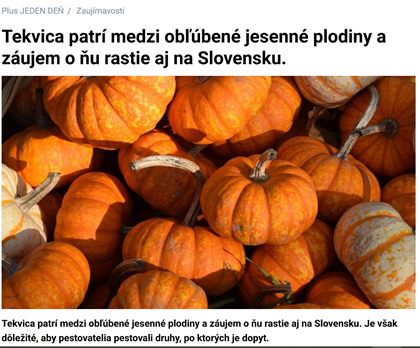 Plus JEDEN DEŇ / Zaujímavosti
Tekvica patrí medzi obľúbené jesenné plodiny a
záujem o ňu rastie aj na Slovensku.
Tekvica patrí medzi obľúbené jesenné plodiny a záujem o ňu rastie aj na Slovensku. Je však
dôležité, aby pestovatelia pestovali druhy, po ktorých je dopyt.